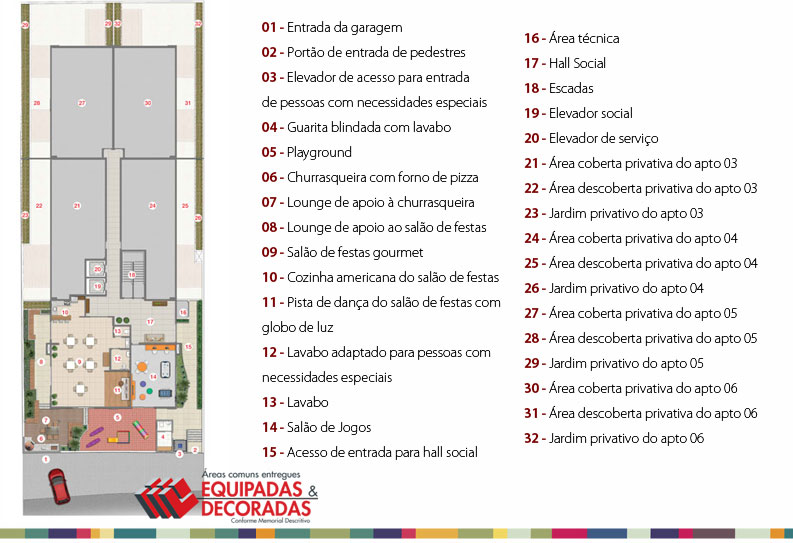 01 - Entrada da garagem
02 - Portão de entrada de pedestres
03 - Elevador de acesso para entrada
de pessoas com necessidades especiais
04 - Guarita blindada com lavabo
05 - Playground
06 - Churrasqueira com forno de pizza
07 - Lounge de apoio à churrasqueira
08 - Lounge de apoio ao salão de festas
09 - Salão de festas gourmet
10 - Cozinha americana do salão de festas
11 - Pista de dança do salão de festas com
globo de luz
12 - Lavabo adaptado para pessoas com
necessidades especiais
13 - Lavabo
14 - Salão de Jogos
15 - Acesso de entrada para hall social
16 - Área técnica
17 - Hall Social
18 - Escadas
19 - Elevador social
20 - Elevador de serviço
21 - Área coberta privativa do apto 03
22 - Área descoberta privativa do apto 03
23 - Jardim privativo do apto 03
24 - Área coberta privativa do apto 04
25 - Área descoberta privativa do apto 04
26 - Jardim privativo do apto 04
27 - Área coberta privativa do apto 05
28 - Área descoberta privativa do apto 05
29 - Jardim privativo do apto 05
30 - Área coberta privativa do apto 06
31 - Área descoberta privativa do apto 06
32 - Jardim privativo do apto 06
29 33 32
28 27 30 31
22 21 24 25
23 26
20
18
19
10 16
13 17
8 9 12 15
14
11
7 5
6 4
3 2
1
Áreas comuns entregues
EQUIPADAS &
DECORADAS
Conforme Memorial Descritivo